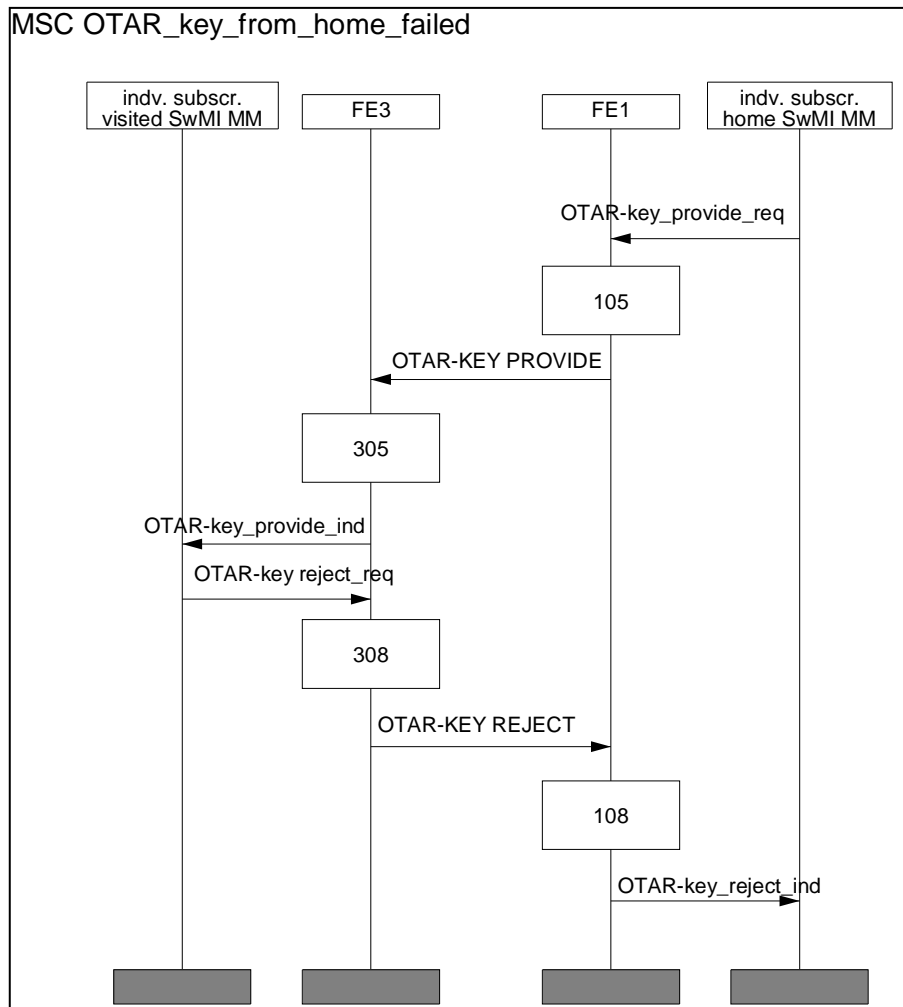 MSC OTAR_key_from_home_failed
indv. subscr.
visited SwMI MM
FE3
FE1
indv. subscr.
home SwMI MM
OTAR-key_provide_req
105
OTAR-KEY PROVIDE
305
OTAR-key_provide_ind
OTAR-key reject_req
308
OTAR-KEY REJECT
108
OTAR-key_reject_ind